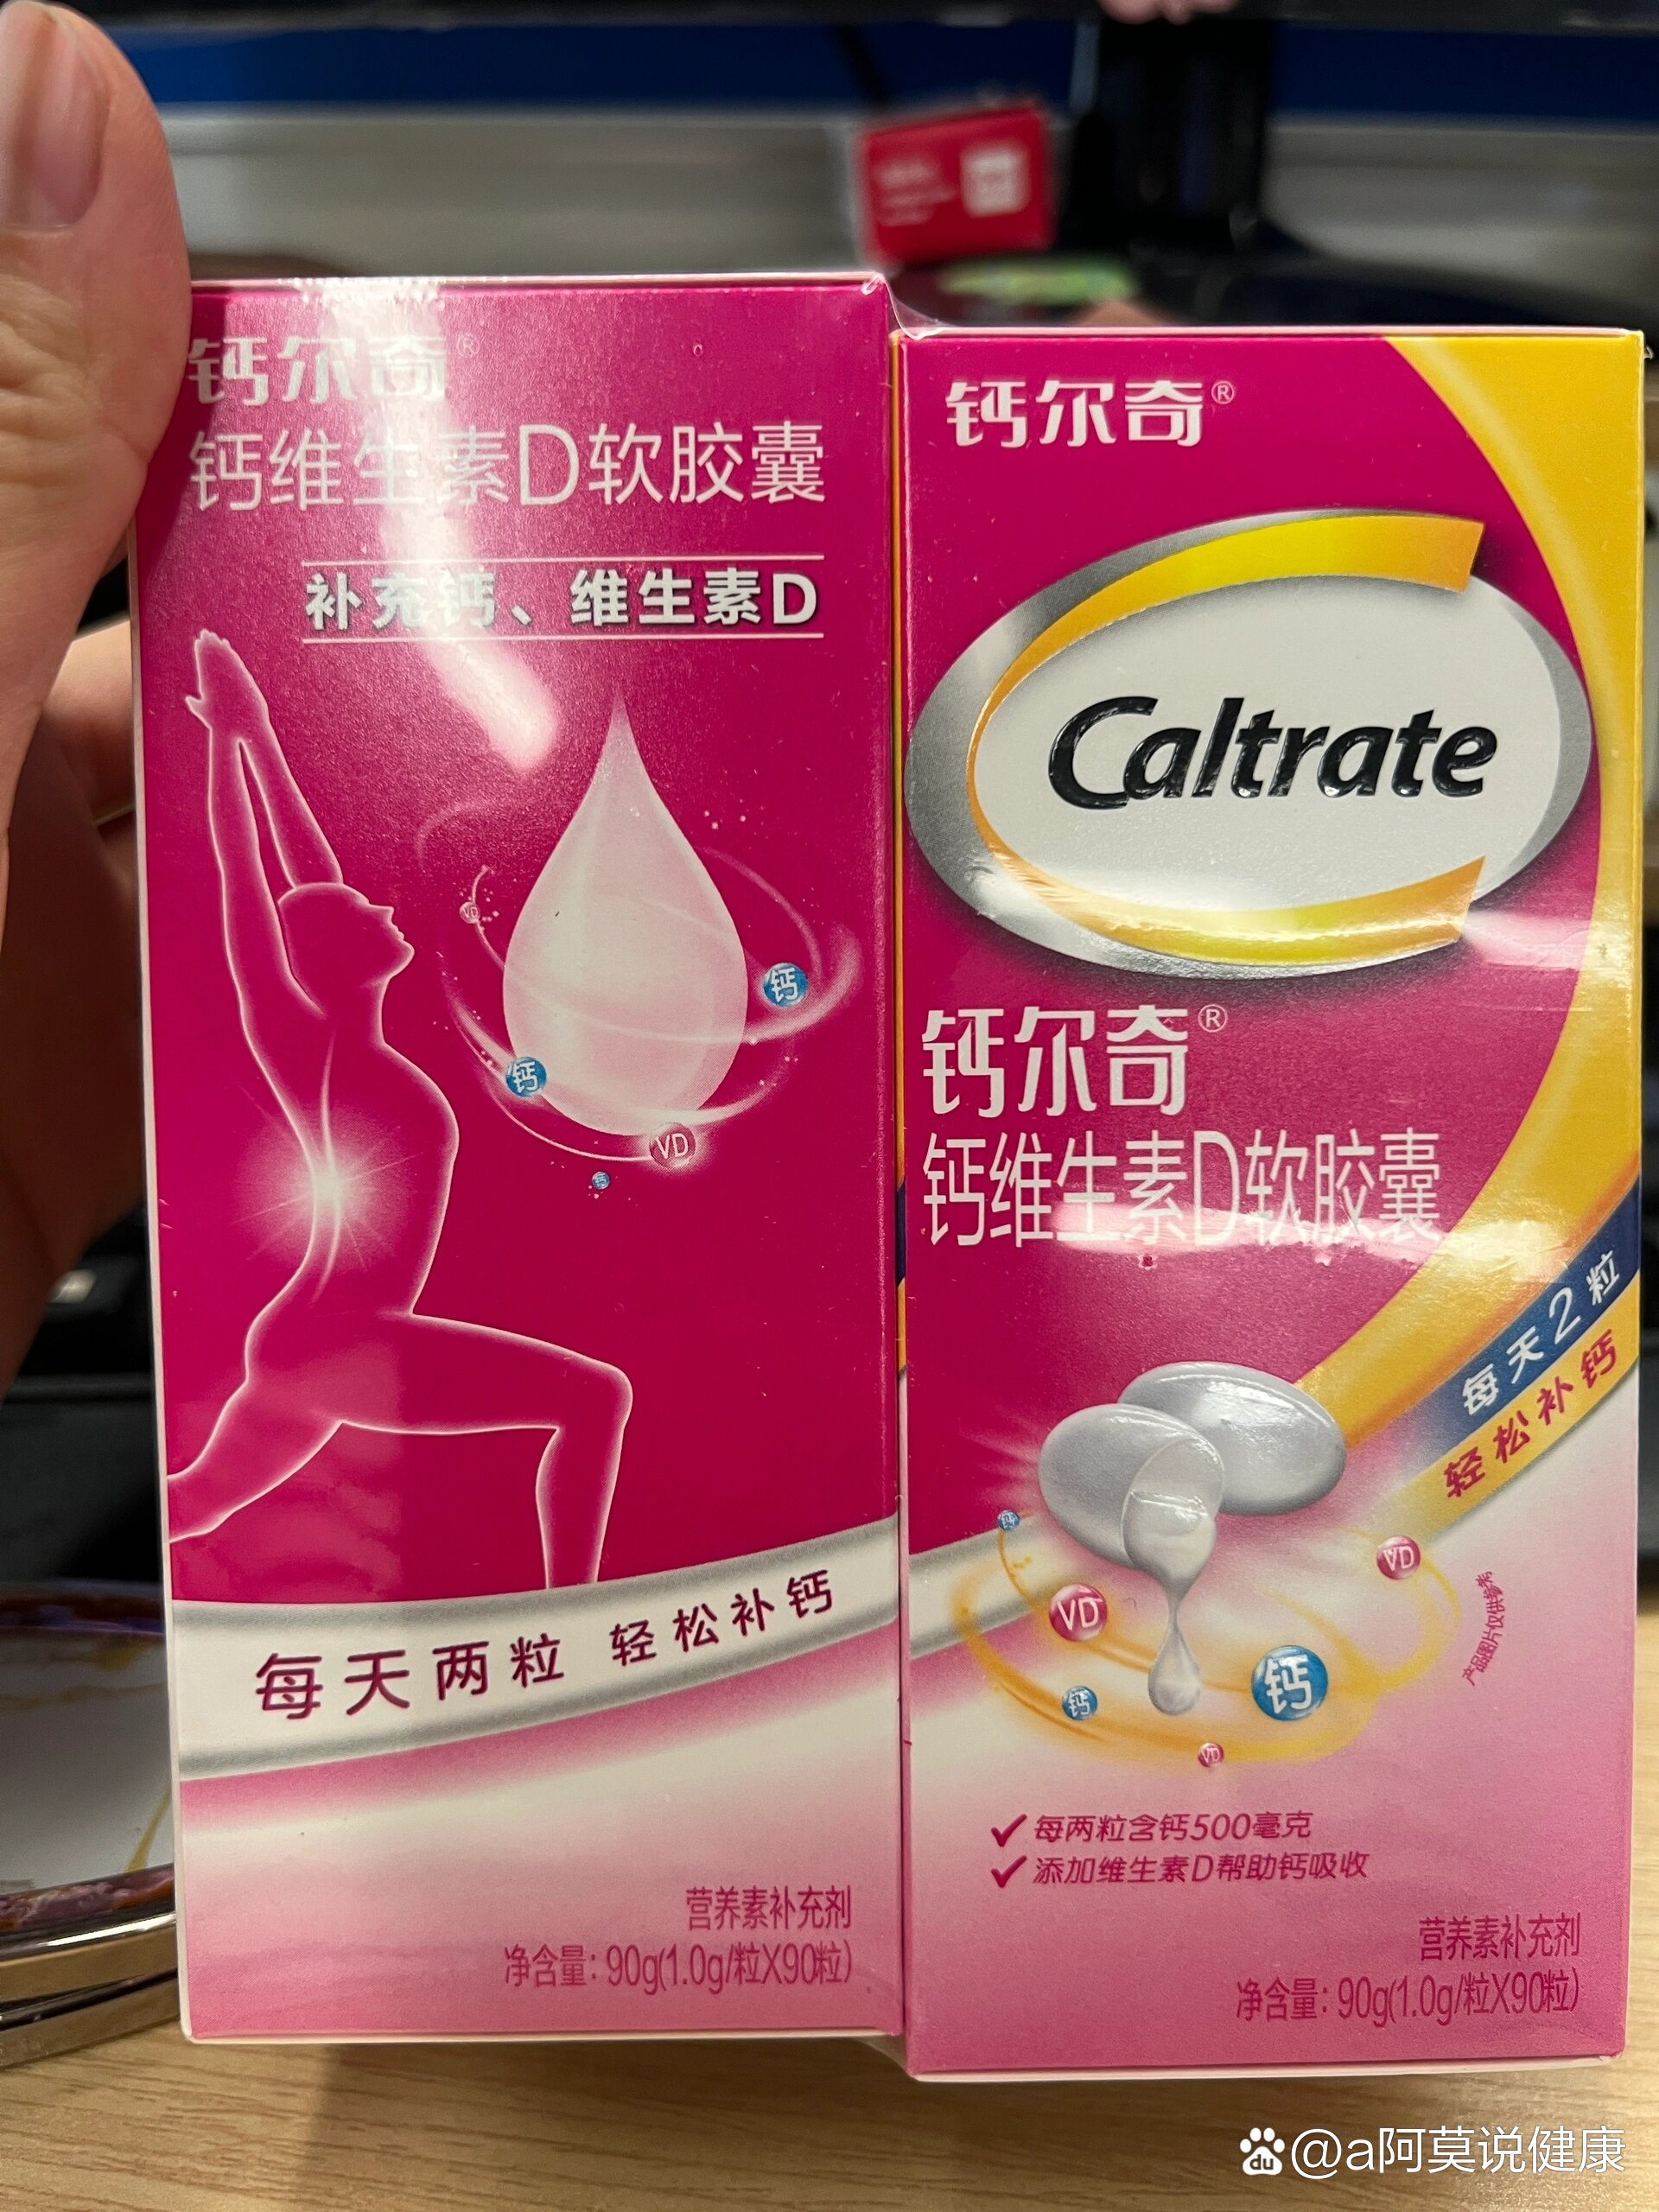 钙尔奇®
钙维生素D软胶囊
补充钙、维生素D
VD
钙
钙
VD
钙
每天两粒 轻松补钙
营养素补充剂
净含量：90g(1.0g/粒X90粒)
钙尔奇®
Caltrate
钙尔奇®
钙维生素D软胶囊
每天2粒
轻松补钙
钙
VD
VD
钙
钙
VD
产品图片仅供参考
✓每两粒含钙500毫克
✓添加维生素D帮助钙吸收
营养素补充剂
净含量：90g(1.0g/粒X90粒)
du @a阿莫说健康